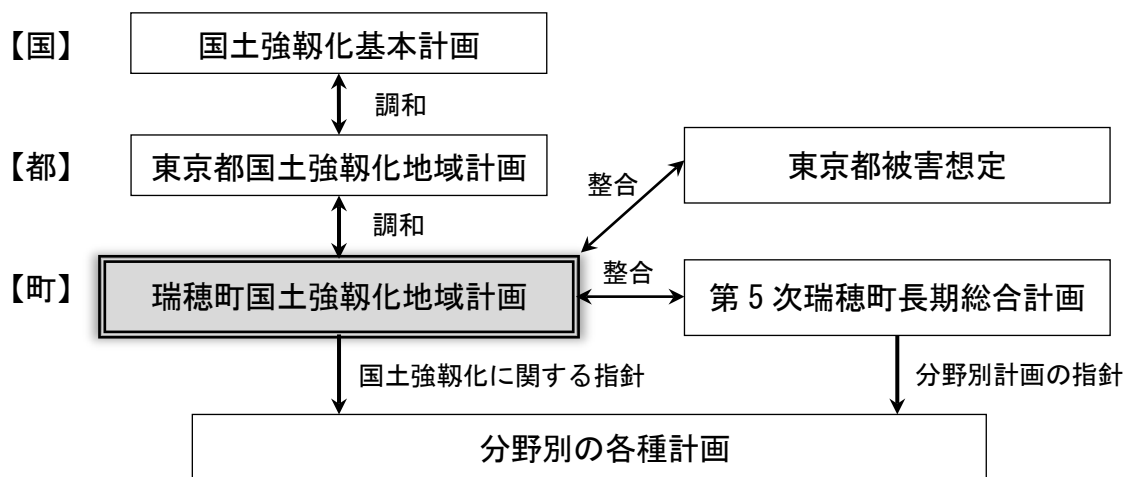 【国】
国土強靱化基本計画
調和
【都】
東京都国土強靱化地域計画
東京都被害想定
整合
調和
【町】
瑞穂町国土強靱化地域計画
整合
第5次瑞穂町長期総合計画
国土強靱化に関する指針
分野別計画の指針
分野別の各種計画